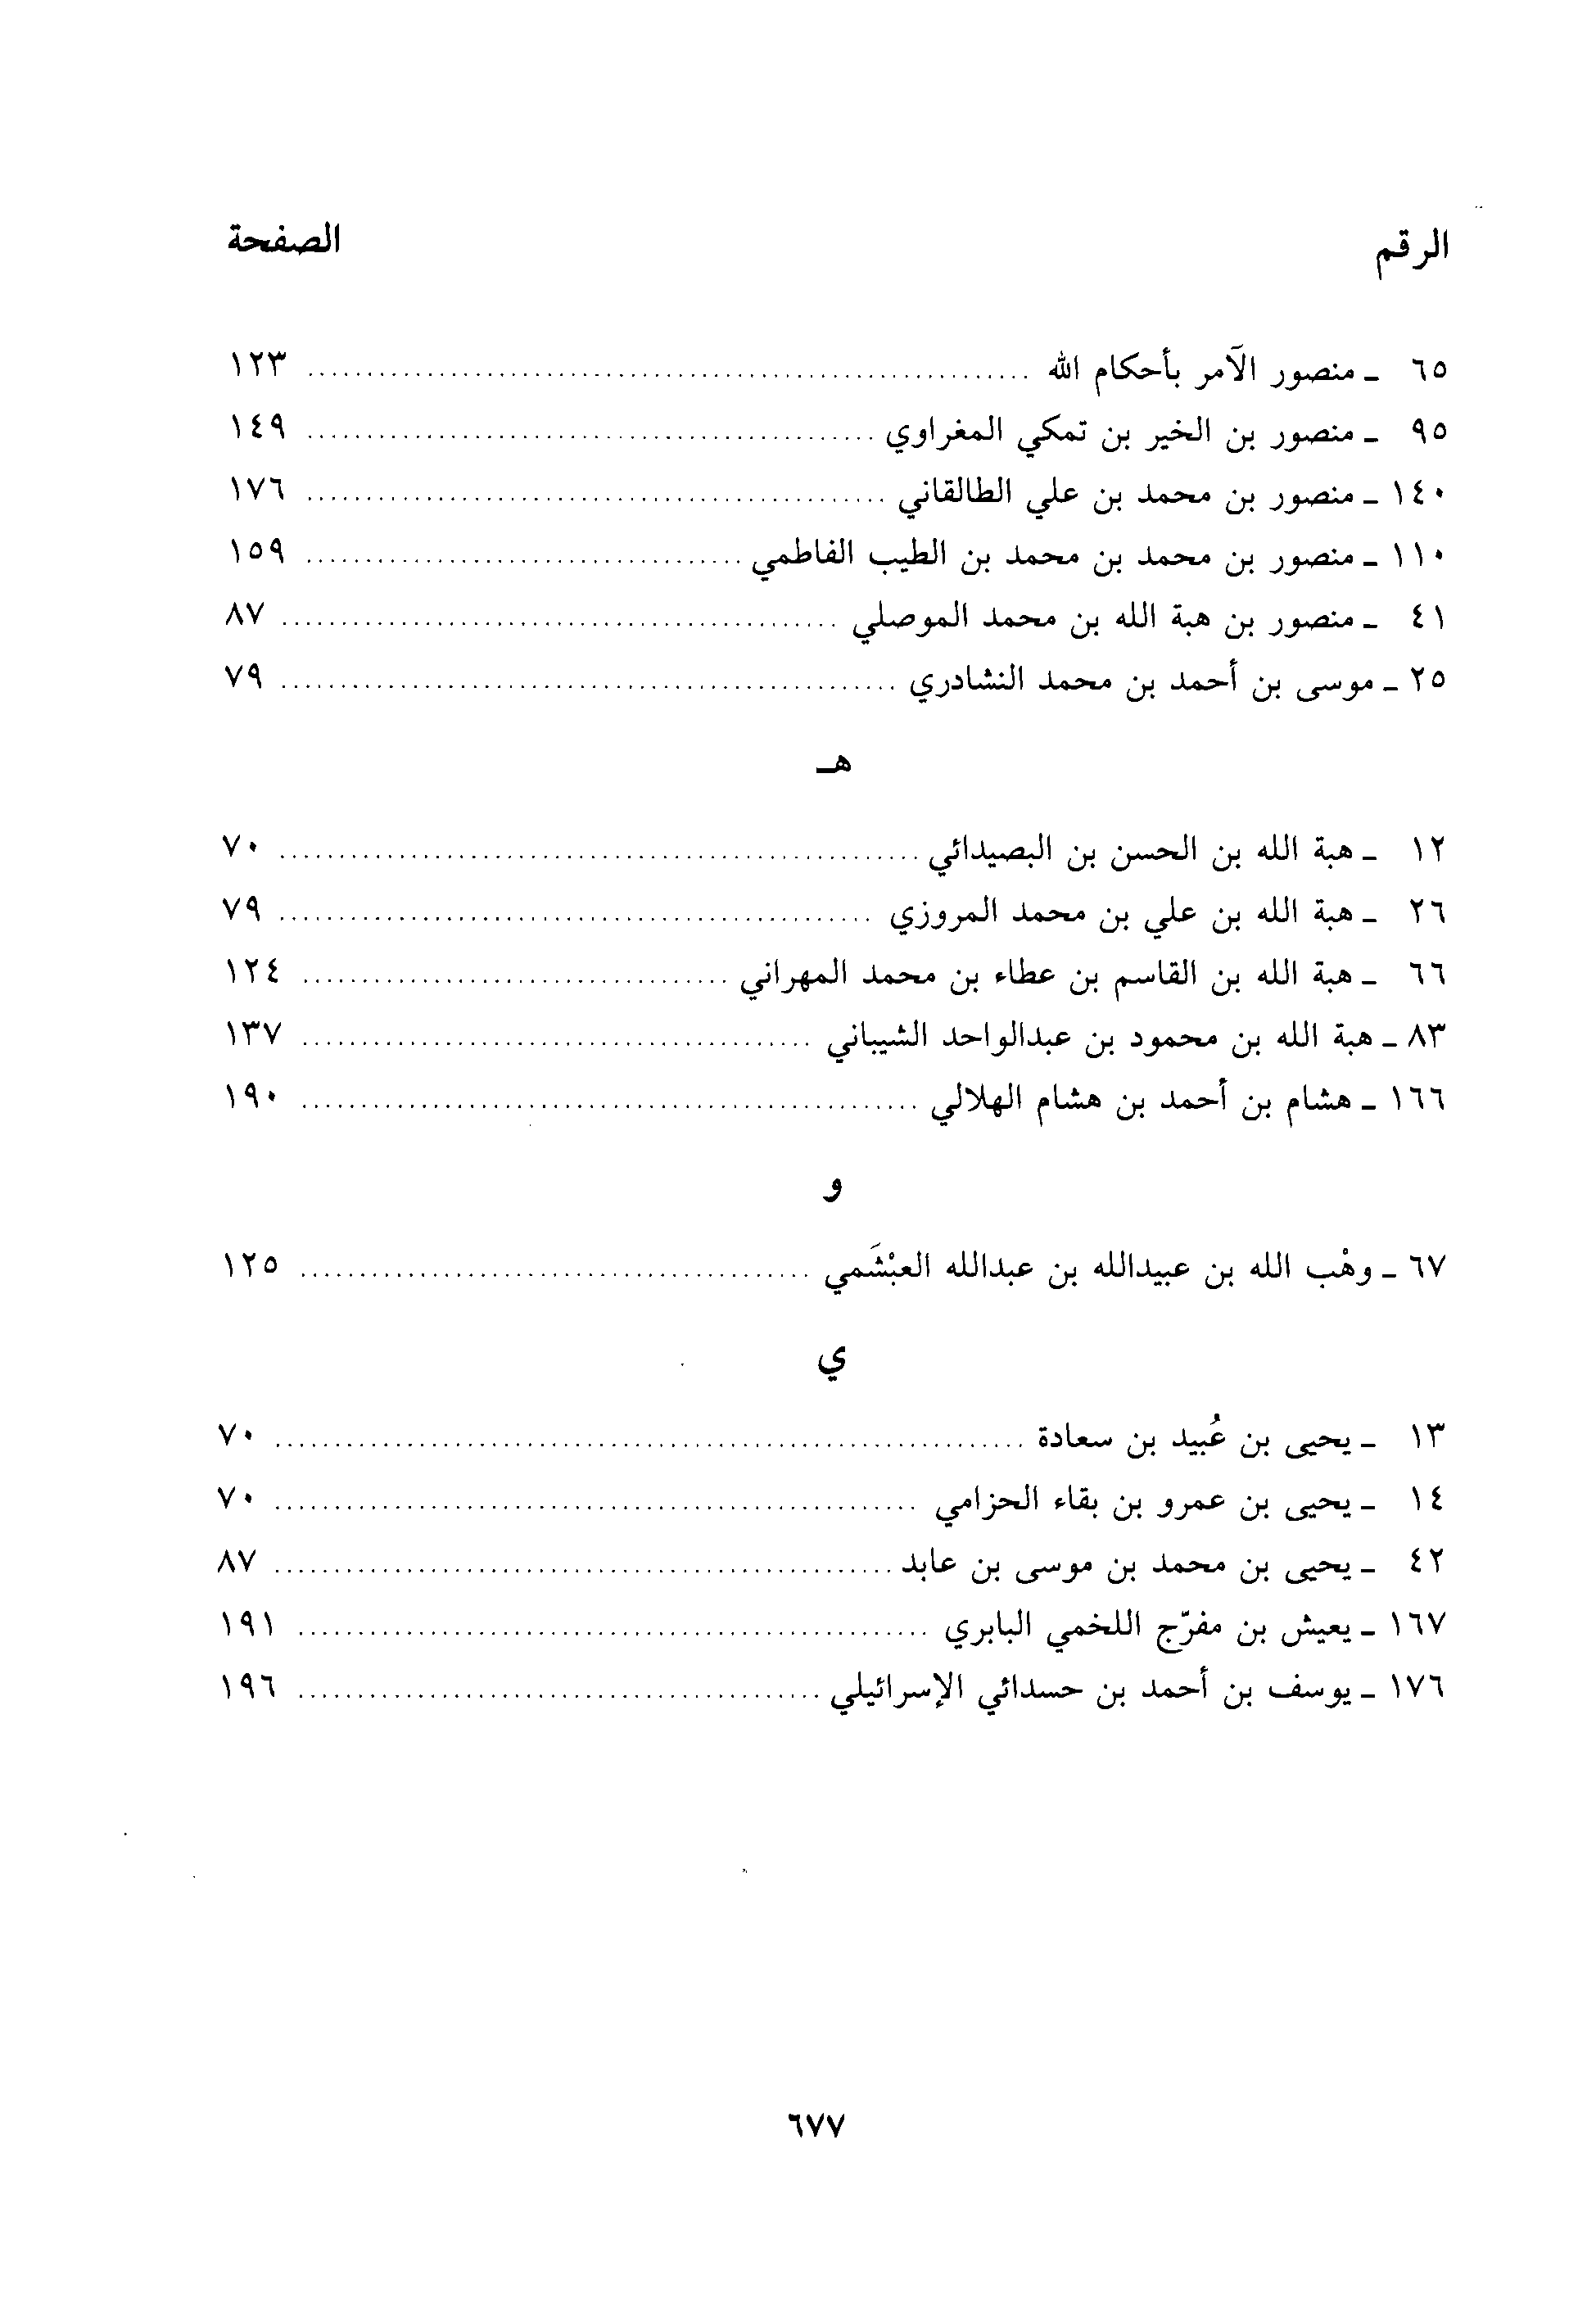 الرقم الصفحة
٦٥ ـ منصور الآمر بأحكام الله ........ ١٢٣
٩٥ ـ منصور بن الخير بن تمكي المغراوي ........ ١٤٩
١٤٠ ـ منصور بن محمد بن علي الطالقاني ........ ١٧٦
١١٠ ـ منصور بن محمد بن محمد بن الطيب الفاطمي ........ ١٥٩
٤١ ـ منصور بن هبة الله بن محمد الموصلي ........ ٨٧
٢٥ ـ موسى بن أحمد بن محمد النشادري ........ ٧٩
هـ
١٢ ـ هبة الله بن الحسن بن البصيدائي ........ ٧٠
٢٦ ـ هبة الله بن علي بن محمد المروزي ........ ٧٩
٦٦ ـ هبة الله بن القاسم بن عطاء بن محمد المهراني ........ ١٢٤
٨٣ ـ هبة الله بن محمود بن عبدالواحد الشيباني ........ ١٣٧
١٦٦ ـ هشام بن أحمد بن هشام الهلالي ........ ١٩٠
و
٦٧ ـ وهْب الله بن عبيدالله بن عبدالله العبْشَمي ........ ١٢٥
ي
١٣ ـ يحيى بن عُبيد بن سعادة ........ ٧٠
١٤ ـ يحيى بن عمرو بن بقاء الحزامي ........ ٧٠
٤٢ ـ يحيى بن محمد بن موسى بن عابد ........ ٨٧
١٦٧ ـ يعيش بن مفرّج اللخمي البابري ........ ١٩١
١٧٦ ـ يوسف بن أحمد بن حسدائي الإسرائيلي ........ ١٩٦
٦٧٧